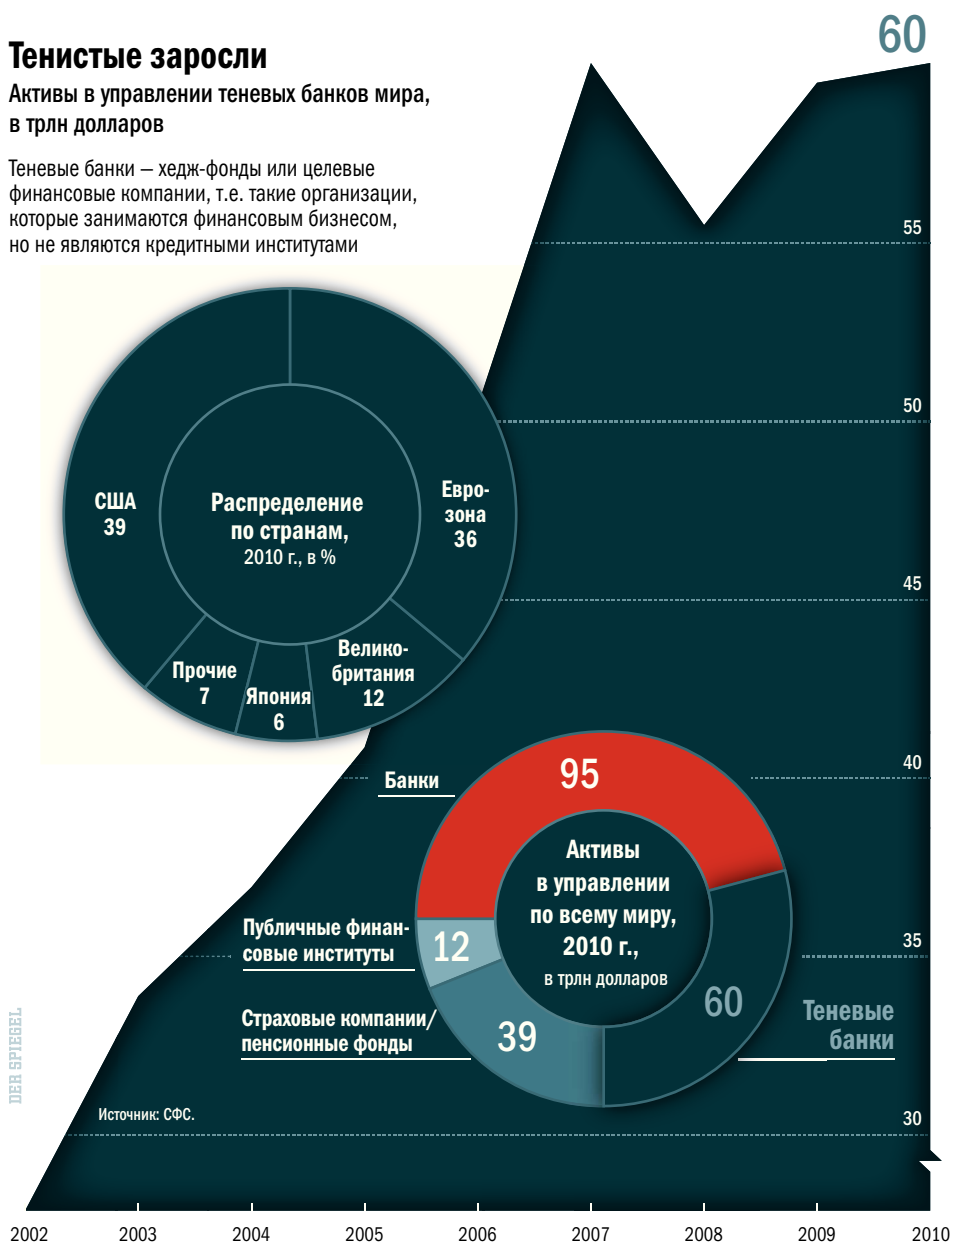 60
Тенистые заросли
Активы в управлении теневых банков мира,
в трлн долларов
Теневые банки – хедж-фонды или целевые
финансовые компании, т.е. такие организации,
которые занимаются финансовым бизнесом,
но не являются кредитными институтами
55
50
45
40
35
30
США
39
Распределение
по странам,
2010 г., в %
Евро-
зона
36
Велико-
британия
12
Япония
6
Прочие
7
Банки
95
Активы
в управлении
по всему миру,
2010 г.,
в трлн долларов
Публичные финан-
совые институты
12
Страховые компании/
пенсионные фонды
39
60
Теневые
банки
DER SPIEGEL
Источник: СФС.
2002 2003 2004 2005 2006 2007 2008 2009 2010